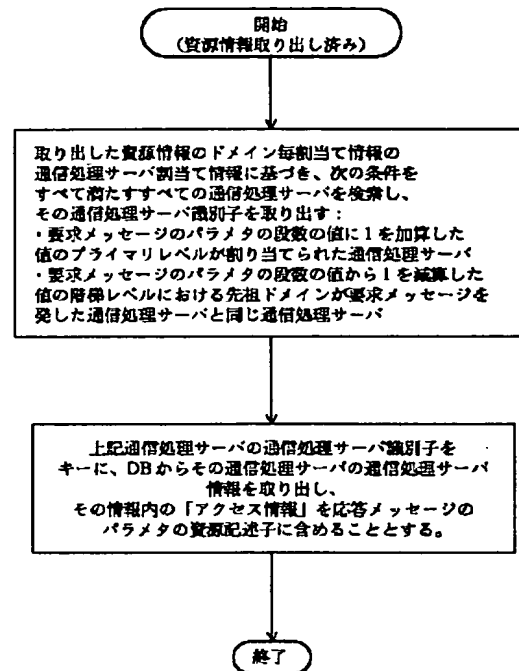 開始
(資源情報取り出し済み)
取り出した資源情報のドメイン毎割当て情報の
通信処理サーバ割当て情報に基づき、次の条件を
すべて満たすすべての通信処理サーバを検索し、
その通信処理サーバ識別子を取り出す：
・要求メッセージのパラメタの段数の値に1を加算した
値のプライマリレベルが割り当てられた通信処理サーバ
・要求メッセージのパラメタの段数の値から1を減算した
値の階梯レベルにおける先祖ドメインが要求メッセージを
発した通信処理サーバと同じ通信処理サーバ
上記通信処理サーバの通信処理サーバ識別子を
キーに、DBからその通信処理サーバの通信処理サーバ
情報を取り出し、
その情報内の「アクセス情報」を応答メッセージの
パラメタの資源記述子に含めることとする。
終了